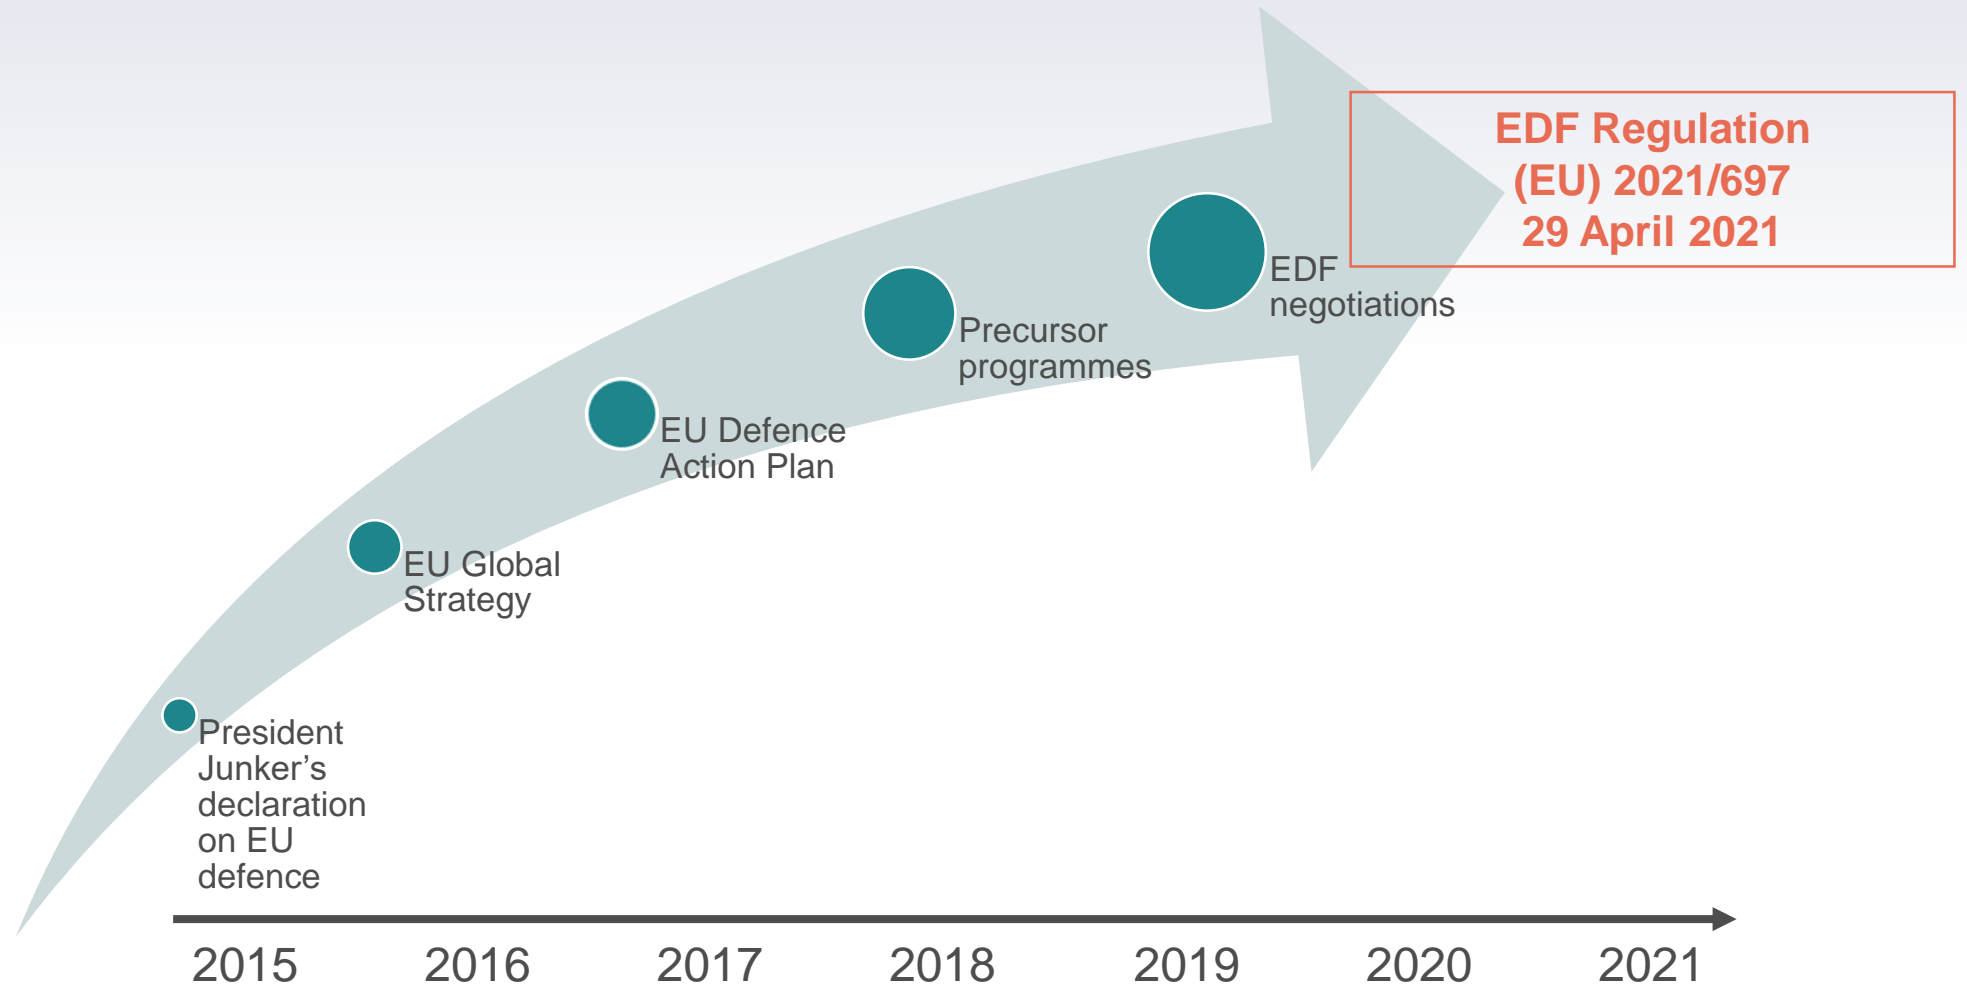 EDF Regulation
(EU) 2021/697
29 April 2021
EDF
negotiations
Precursor
programmes
EU Defence
Action Plan
EU Global
Strategy
President
Junker’s
declaration
on EU
defence
2015 2016 2017 2018 2019 2020 2021